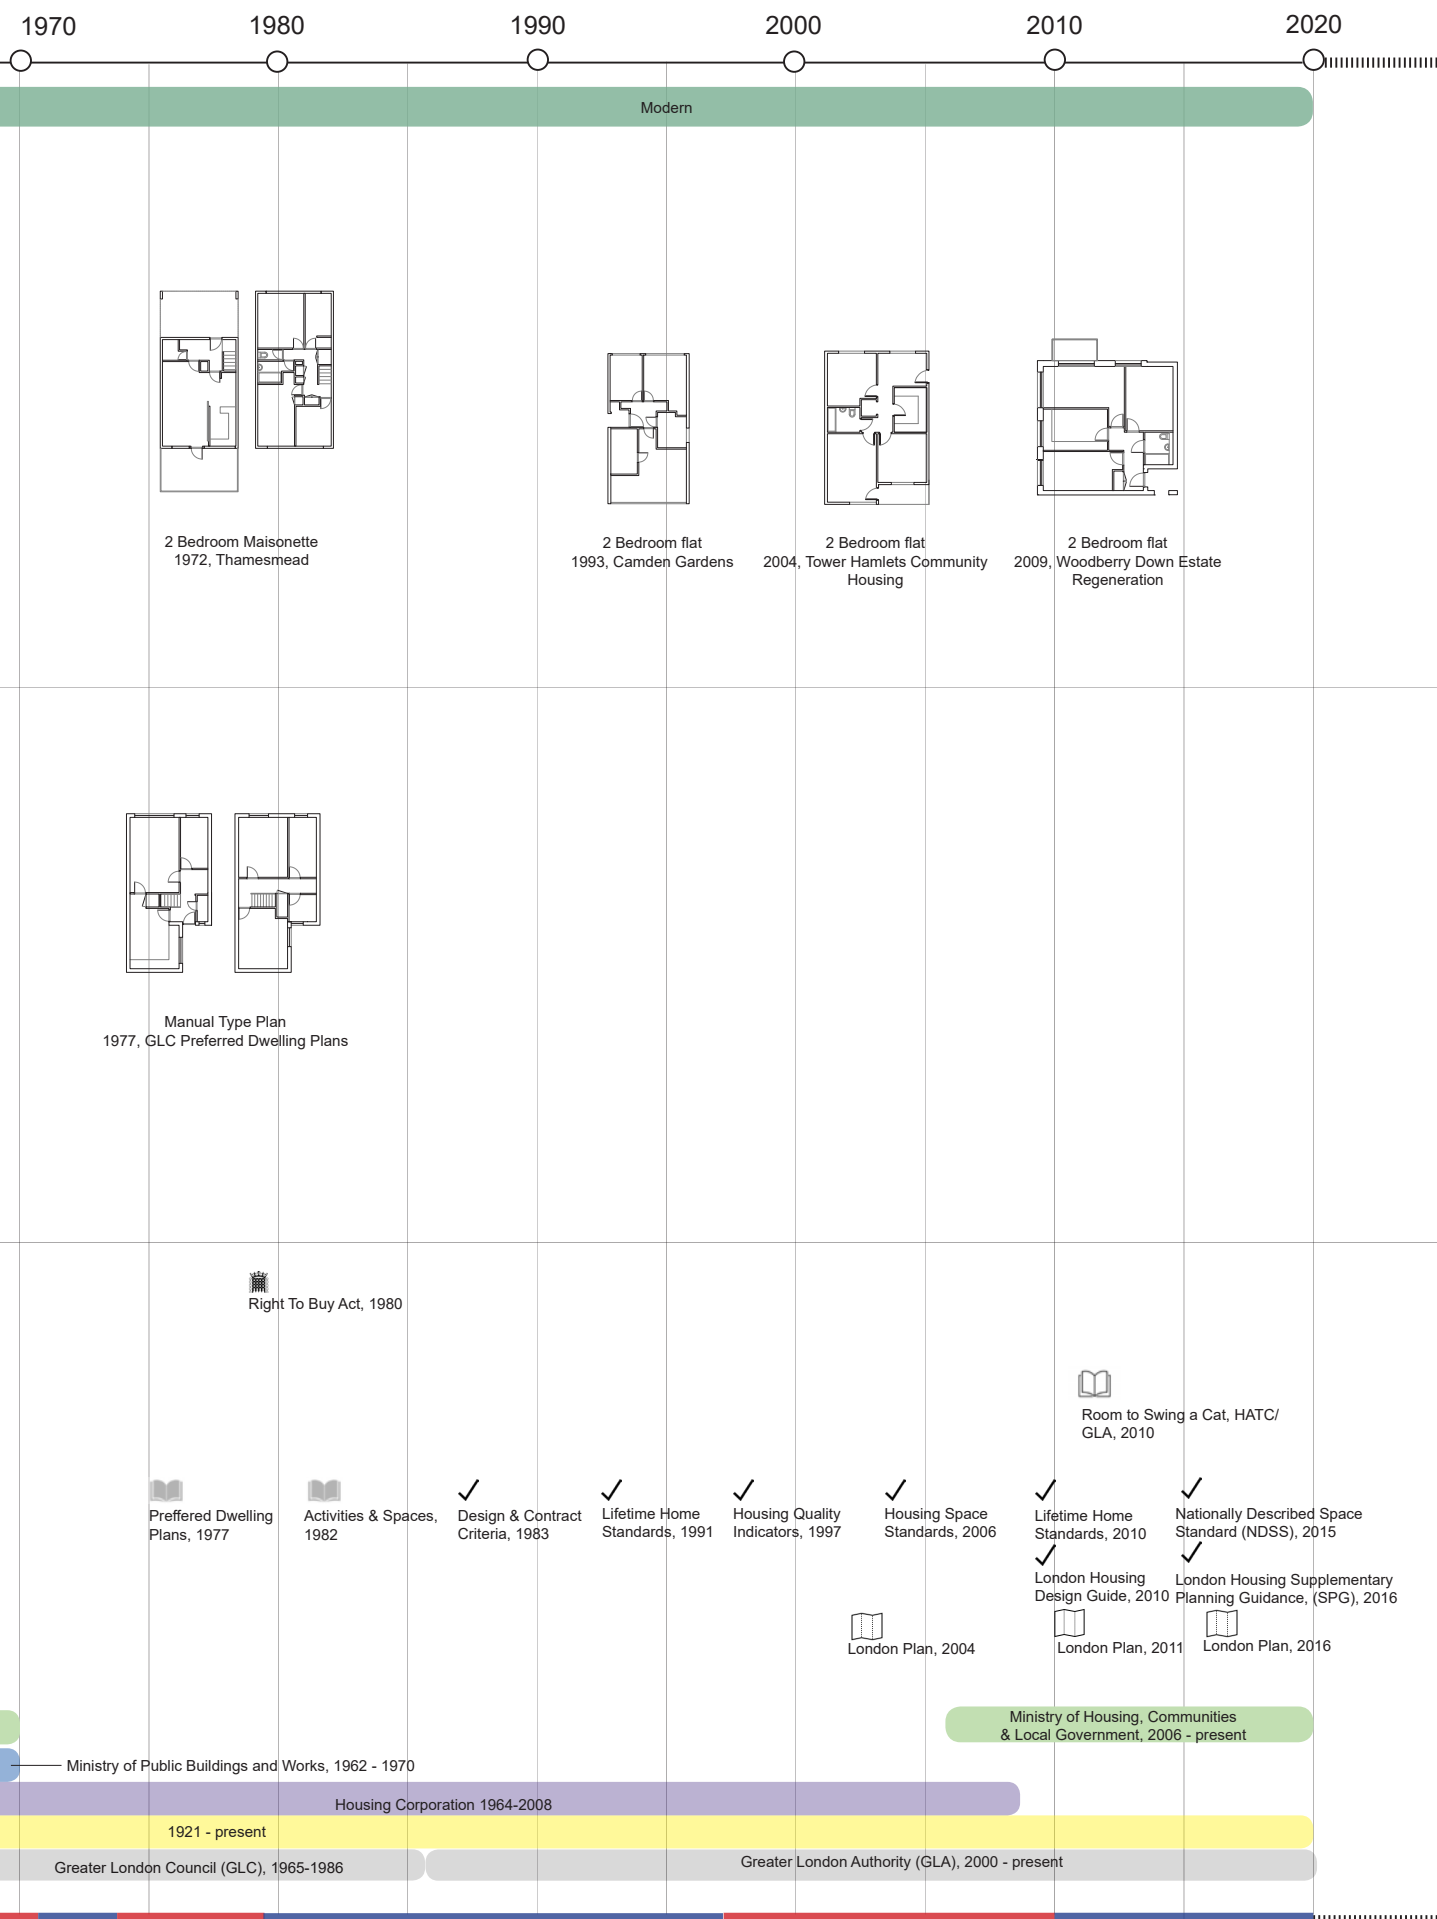 1970
1980
1990
2000
2010
2020
Modern
2 Bedroom Maisonette
1972, Thamesmead
2 Bedroom flat
1993, Camden Gardens
2 Bedroom flat
2004, Tower Hamlets Community
Housing
2 Bedroom flat
2009, Woodberry Down Estate
Regeneration
Manual Type Plan
1977, GLC Preferred Dwelling Plans
Right To Buy Act, 1980
Room to Swing a Cat, HATC/
GLA, 2010
Preffered Dwelling
Plans, 1977
Activities & Spaces,
1982
Design & Contract
Criteria, 1983
Lifetime Home
Standards, 1991
Housing Quality
Indicators, 1997
Housing Space
Standards, 2006
Lifetime Home
Standards, 2010
Nationally Described Space
Standard (NDSS), 2015
London Housing
Design Guide, 2010
London Housing Supplementary
Planning Guidance, (SPG), 2016
London Plan, 2004
London Plan, 2011
London Plan, 2016
Ministry of Housing, Communities
& Local Government, 2006 - present
Ministry of Public Buildings and Works, 1962 - 1970
Housing Corporation 1964-2008
1921 - present
Greater London Council (GLC), 1965-1986
Greater London Authority (GLA), 2000 - present